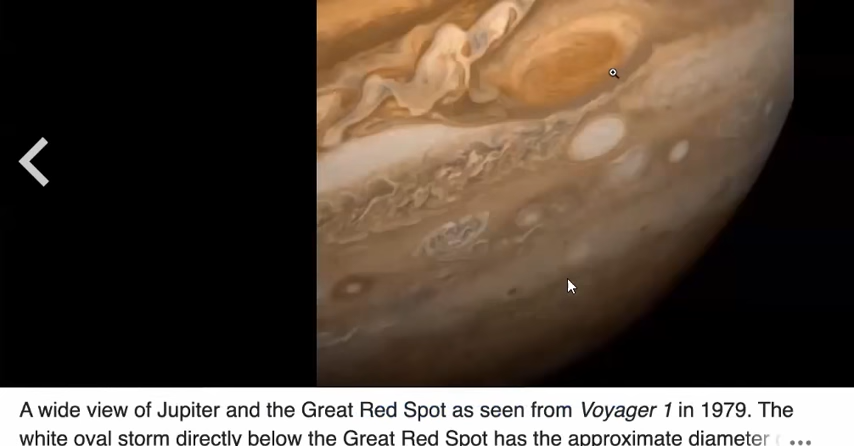 A wide view of Jupiter and the Great Red Spot as seen from Voyager 1 in 1979. The
white oval storm directly below the Great Red Spot has the approximate diameter